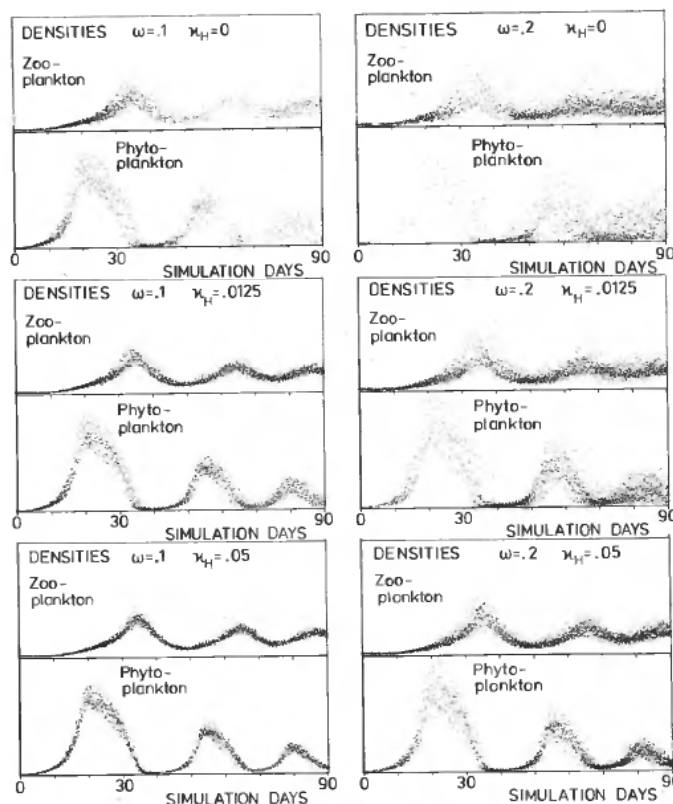 DENSITIES ω=.1 ϰH=0
Zoo-
plankton
Phyto-
plankton
0 30 90
SIMULATION DAYS
DENSITIES ω=.2 ϰH=0
Zoo-
plankton
Phyto-
plankton
0 30 90
SIMULATION DAYS
DENSITIES ω=.1 ϰH=.0125
Zoo-
plankton
Phyto-
plankton
0 30 90
SIMULATION DAYS
DENSITIES ω=.2 ϰH=.0125
Zoo-
plankton
Phyto-
plankton
0 30 90
SIMULATION DAYS
DENSITIES ω=.1 ϰH=.05
Zoo-
plankton
Phyto-
plankton
0 30 90
SIMULATION DAYS
DENSITIES ω=.2 ϰH=.05
Zoo-
plankton
Phyto-
plankton
0 30 90
SIMULATION DAYS